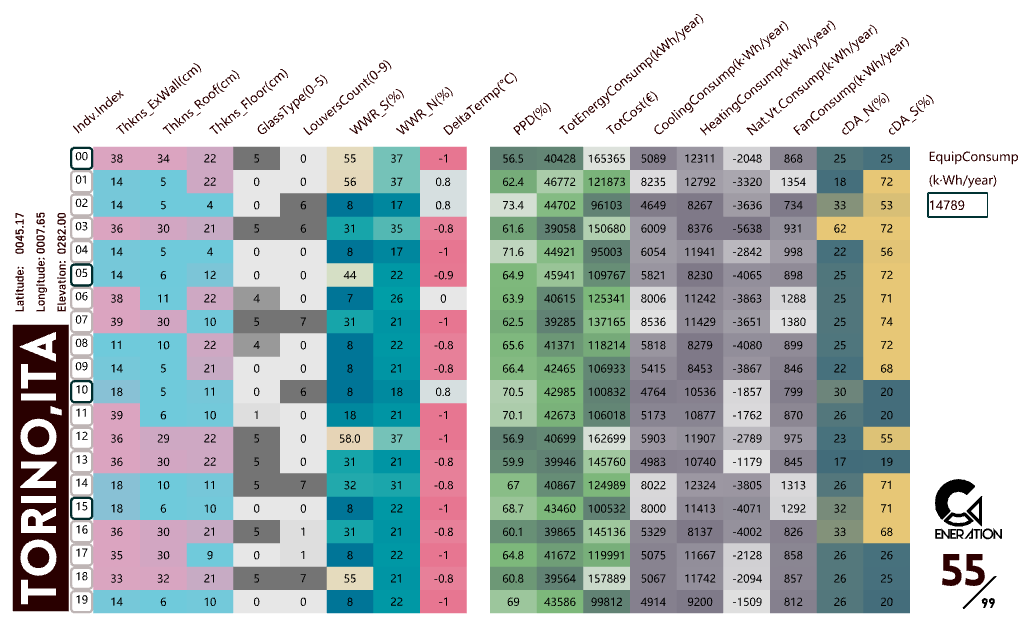 Indv.Index Thkns_ExWall(cm) Thkns_Roof(cm) Thkns_Floor(cm) GlassType(0-5) LouversCount(0-9) WWR_S(%) WWR_N(%) DeltaTermp(°C) PPD(%) TotEnergyConsump(kWh/year) TotCost(€) CoolingConsump(k·Wh/year) HeatingConsump(k·Wh/year) Nat.Vt.Consump(k·Wh/year) FanConsump(k·Wh/year) cDA_N(%) cDA_S(%)
00 38 34 22 5 0 55 37 -1 56.5 40428 165365 5089 12311 -2048 868 25 25
01 14 5 22 0 0 56 37 0.8 62.4 46772 121873 8235 12792 -3320 1354 18 72
02 14 5 4 0 6 8 17 0.8 73.4 44702 96103 4649 8267 -3636 734 33 53
03 36 30 21 5 6 31 35 -0.8 61.6 39058 150680 6009 8376 -5638 931 62 72
04 14 5 4 0 0 8 17 -1 71.6 44921 95003 6054 11941 -2842 998 22 56
05 14 6 12 0 0 44 22 -0.9 64.9 45941 109767 5821 8230 -4065 898 25 72
06 38 11 22 4 0 7 26 0 63.9 40615 125341 8006 11242 -3863 1288 25 71
07 39 30 10 5 7 31 21 -1 62.5 39285 137165 8536 11429 -3651 1380 25 74
08 11 10 22 4 0 8 22 -0.8 65.6 41371 118214 5818 8279 -4080 899 25 72
09 14 5 21 0 0 8 21 -0.8 66.4 42465 106933 5415 8453 -3867 846 22 68
10 18 5 11 0 6 8 18 0.8 70.5 42985 100832 4764 10536 -1857 799 30 20
11 39 6 10 1 0 18 21 -1 70.1 42673 106018 5173 10877 -1762 870 26 20
12 36 29 22 5 0 58.0 37 -1 56.9 40699 162699 5903 11907 -2789 975 23 55
13 36 30 22 5 0 31 21 -0.8 59.9 39946 145760 4983 10740 -1179 845 17 19
14 18 10 11 5 7 32 31 -0.8 67 40867 124989 8022 12324 -3805 1313 26 71
15 18 6 10 0 0 8 22 -1 68.7 43460 100532 8000 11413 -4071 1292 32 71
16 36 30 21 5 1 31 21 -0.8 60.1 39865 145136 5329 8137 -4002 826 33 68
17 35 30 9 0 1 8 22 -1 64.8 41672 119991 5075 11667 -2128 858 26 26
18 33 32 21 5 7 55 21 -0.8 60.8 39564 157889 5067 11742 -2094 857 26 25
19 14 6 10 0 0 8 22 -1 69 43586 99812 4914 9200 -1509 812 26 20
EquipConsump
(k·Wh/year)
14789
Latitude: 0045.17
Longitude: 0007.65
Elevation: 0282.00
TORINO,ITA
ENERATION
55/99